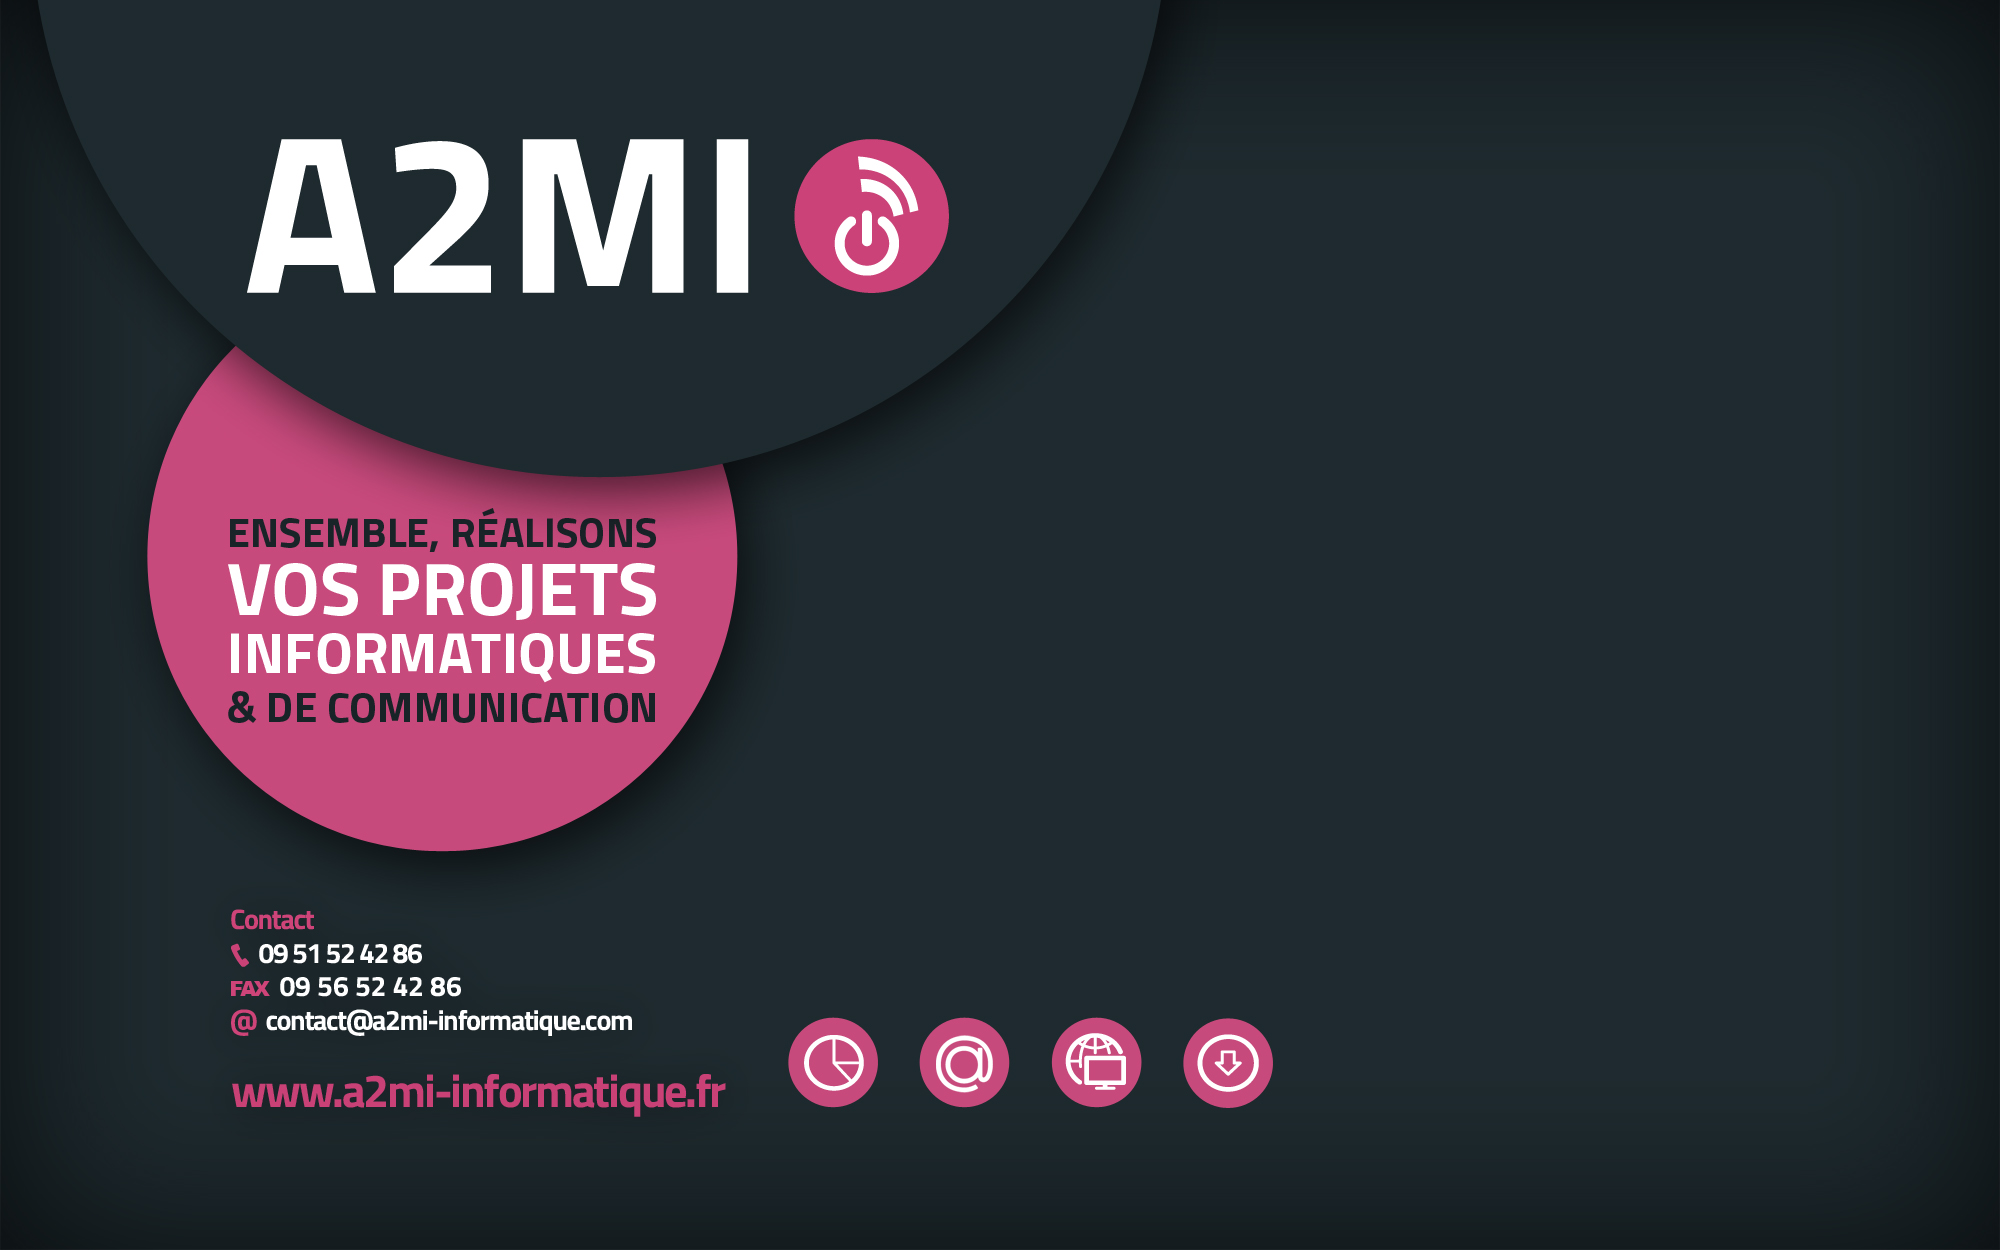 A2MI
ENSEMBLE, RÉALISONS
VOS PROJETS
INFORMATIQUES
& DE COMMUNICATION
Contact
09 51 52 42 86
FAX 09 56 52 42 86
@ contact@a2mi-informatique.com
www.a2mi-informatique.fr